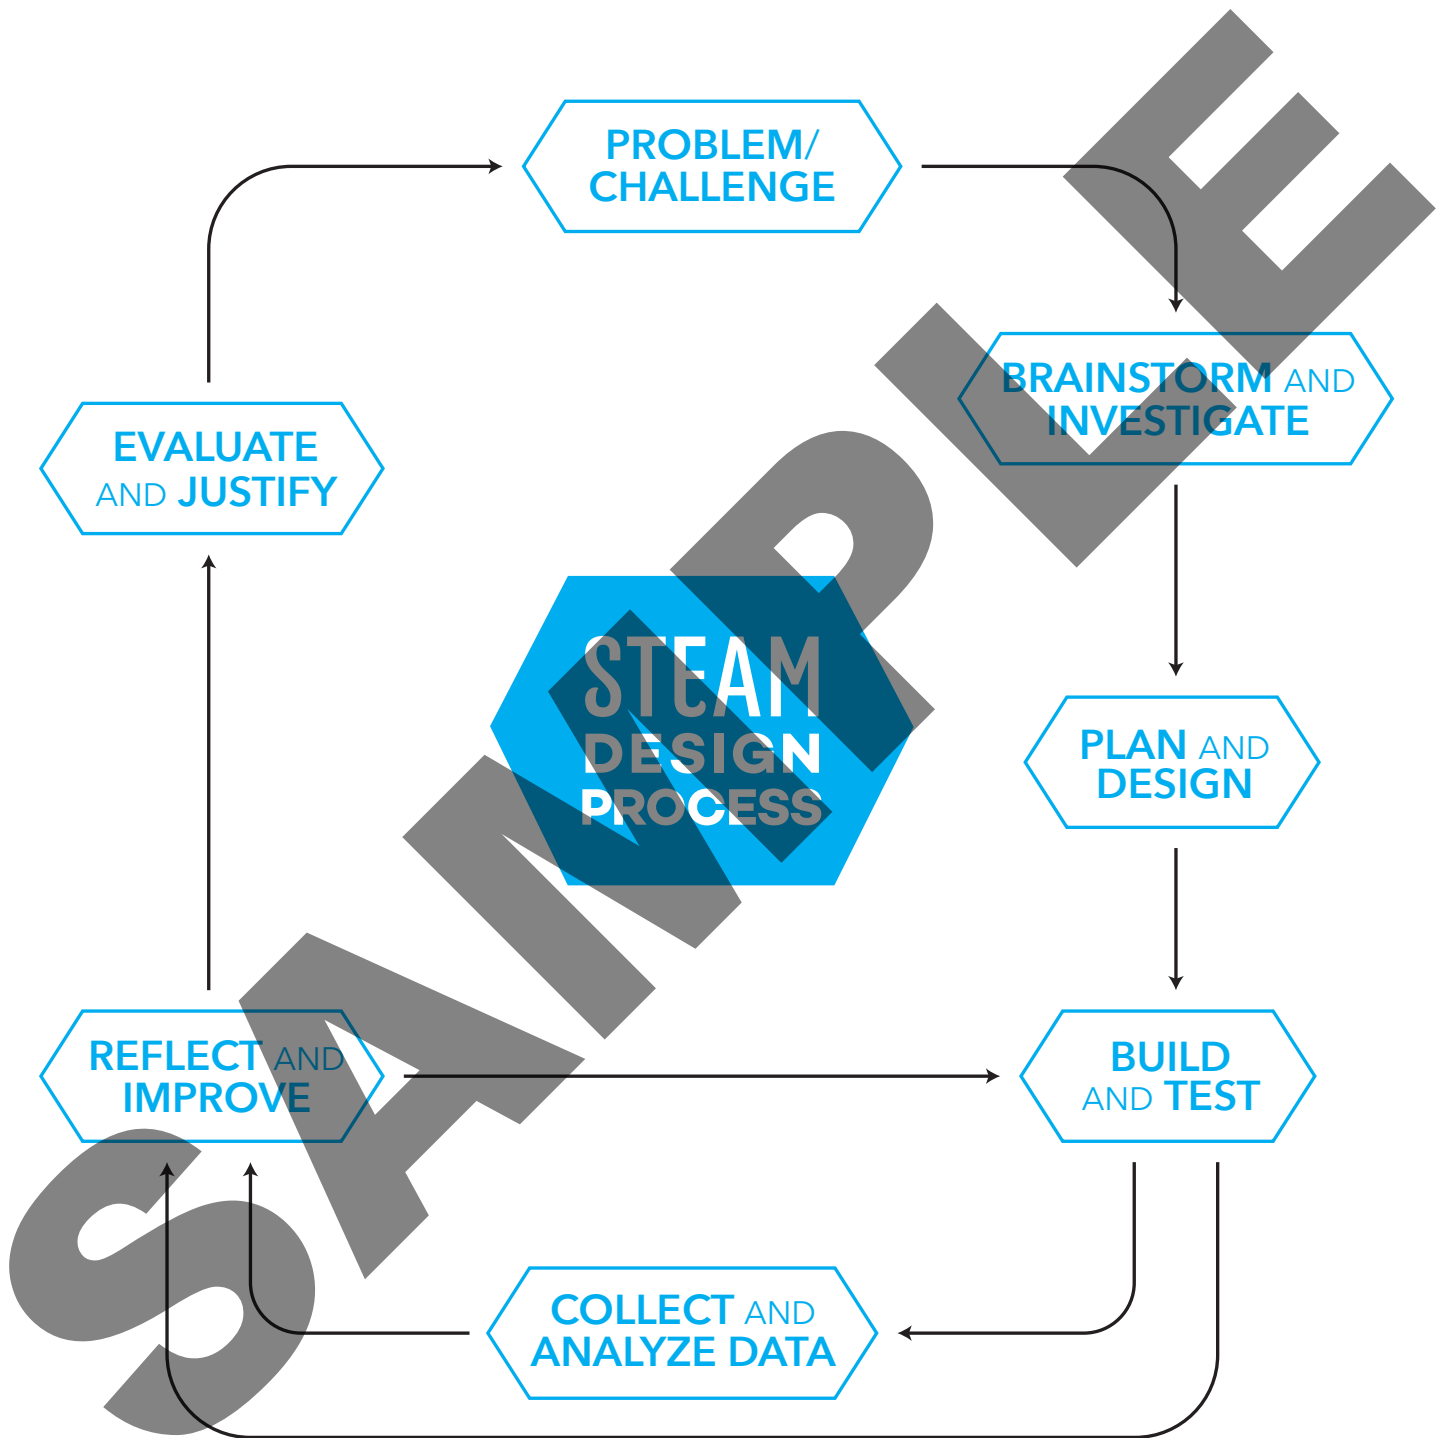 PROBLEM/
CHALLENGE
BRAINSTORM AND
INVESTIGATE
EVALUATE
AND JUSTIFY
STEAM
DESIGN
PROCESS
PLAN AND
DESIGN
REFLECT AND
IMPROVE
BUILD
AND TEST
COLLECT AND
ANALYZE DATA
SAMPLE